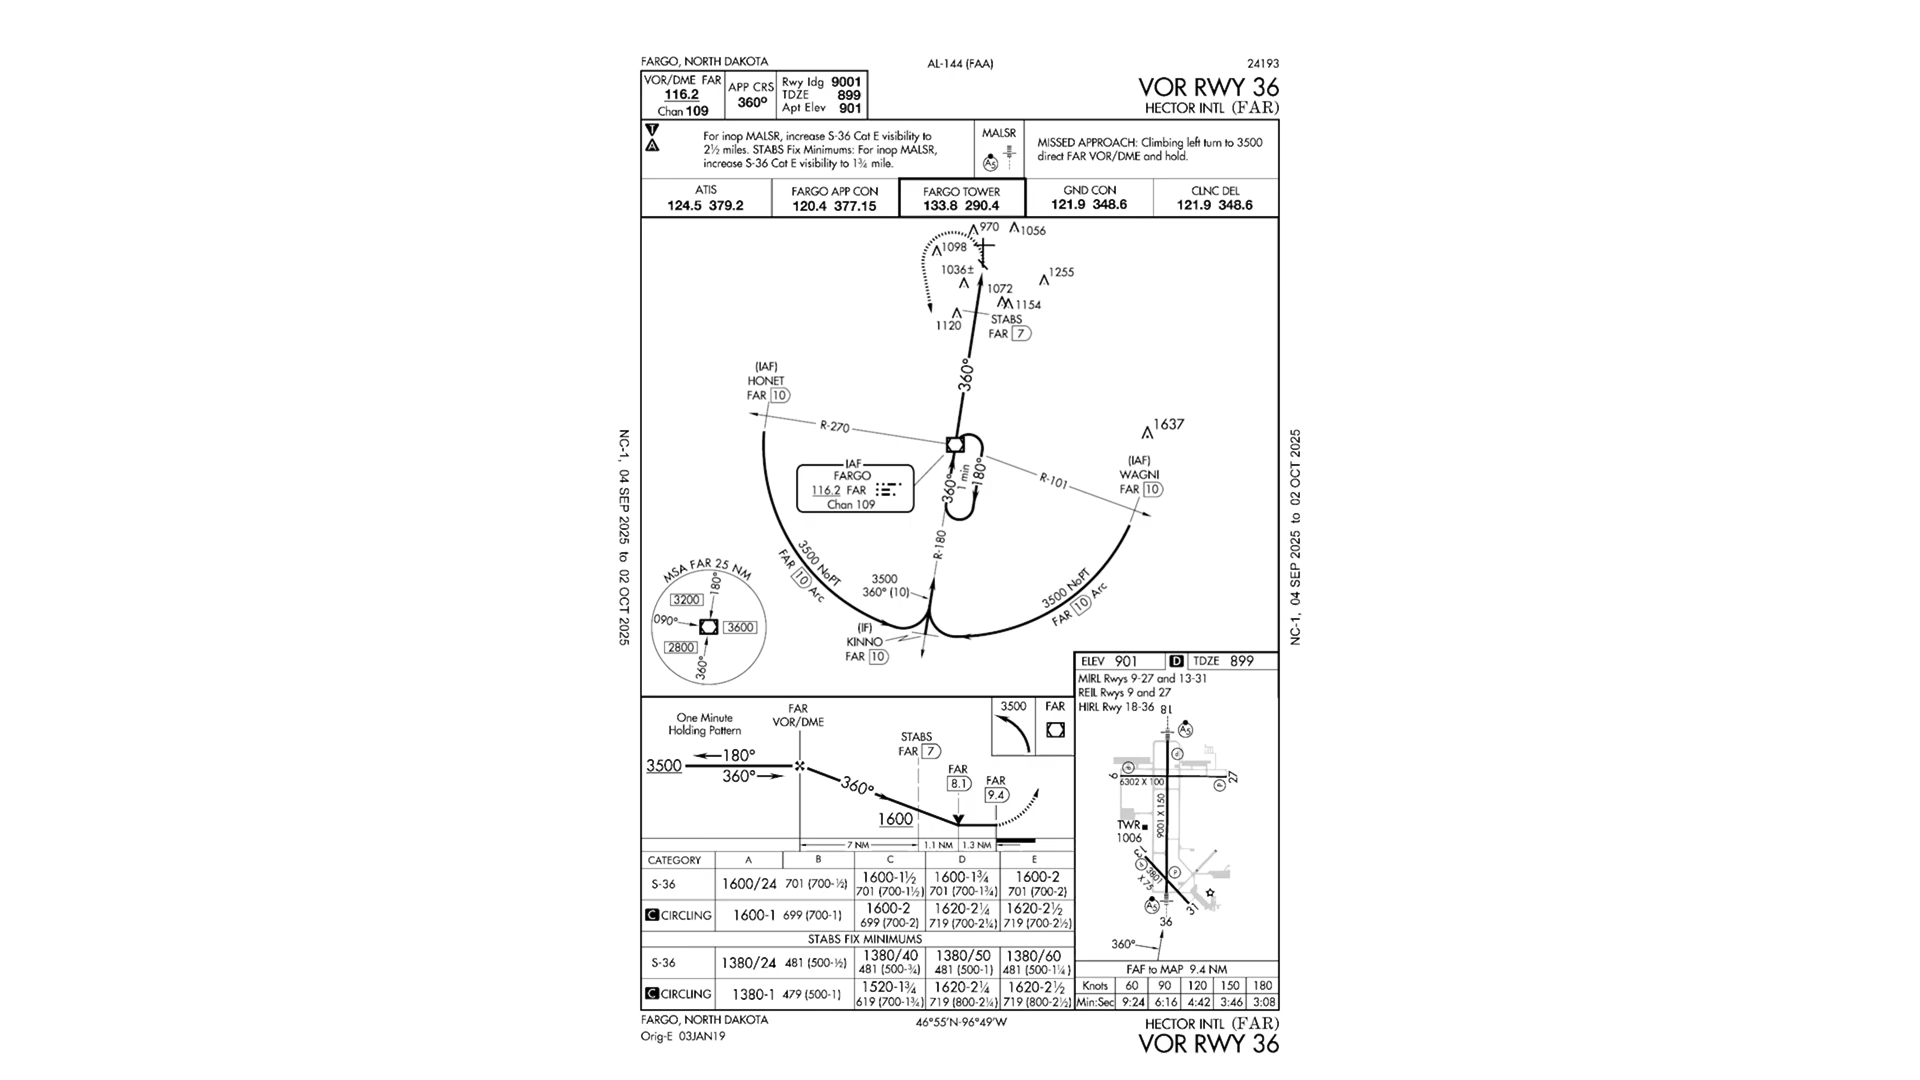 FARGO, NORTH DAKOTA
AL-144 (FAA)
24193
VOR/DME FAR
116.2
Chan 109
APP CRS
360°
Rwy ldg 9001
TDZE 899
Apt Elev 901
VOR RWY 36
HECTOR INTL (FAR)
T
A
For inop MALSR, increase S-36 Cat E visibility to
2½ miles. STABS Fix Minimums: For inop MALSR,
increase S-36 Cat E visibility to 1¾ mile.
MALSR
A5
MISSED APPROACH: Climbing left turn to 3500
direct FAR VOR/DME and hold.
ATIS
124.5 379.2
FARGO APP CON
120.4 377.15
FARGO TOWER
133.8 290.4
GND CON
121.9 348.6
CLNC DEL
121.9 348.6
970
1056
1098
1036±
1255
1072
1154
1120
STABS
FAR 7
360°
(IAF)
HONET
FAR 10
R-270
1637
(IAF)
WAGNI
FAR 10
R-101
IAF
FARGO
116.2 FAR
Chan 109
360°
1 min
180°
R-180
3500 NoPT
FAR 10 Arc
3500
360° (10)
3500 NoPT
FAR 10 Arc
(IF)
KINNO
FAR 10
MSA FAR 25 NM
180°
3200
090°
3600
2800
360°
NC-1, 04 SEP 2025 to 02 OCT 2025
NC-1, 04 SEP 2025 to 02 OCT 2025
ELEV 901
D
TDZE 899
MIRL Rwys 9-27 and 13-31
REIL Rwys 9 and 27
HIRL Rwy 18-36
18
A5
9
27
6302 X 100
9001 X 150
TWR
1006
13
3801
X 75
31
A5
36
360°
FAF to MAP 9.4 NM
Knots 60 90 120 150 180
Min:Sec 9:24 6:16 4:42 3:46 3:08
One Minute
Holding Pattern
FAR
VOR/DME
3500
180°
360°
360°
STABS
FAR 7
FAR
8.1
FAR
9.4
1600
3500
FAR
7 NM
1.1 NM
1.3 NM
CATEGORY A B C D E
S-36 1600/24 701 (700-½) 1600-1½ 701 (700-1½) 1600-1¾ 701 (700-1¾) 1600-2 701 (700-2)
C CIRCLING 1600-1 699 (700-1) 1600-2 699 (700-2) 1620-2¼ 719 (700-2¼) 1620-2½ 719 (700-2½)
STABS FIX MINIMUMS
S-36 1380/24 481 (500-½) 1380/40 481 (500-¾) 1380/50 481 (500-1) 1380/60 481 (500-1¼)
C CIRCLING 1380-1 479 (500-1) 1520-1¾ 619 (700-1¾) 1620-2¼ 719 (800-2¼) 1620-2½ 719 (800-2½)
FARGO, NORTH DAKOTA
Orig-E 03JAN19
46°55'N-96°49'W
HECTOR INTL (FAR)
VOR RWY 36